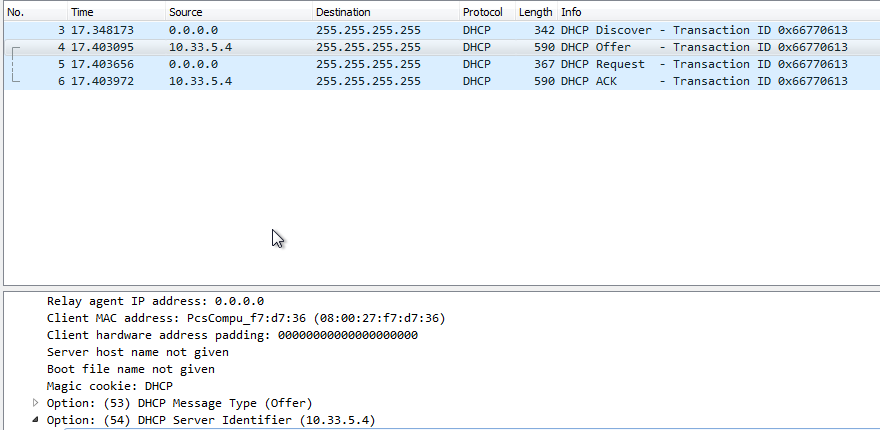 No. Time Source Destination Protocol Length Info
3 17.348173 0.0.0.0 255.255.255.255 DHCP 342 DHCP Discover - Transaction ID 0x66770613
4 17.403095 10.33.5.4 255.255.255.255 DHCP 590 DHCP Offer - Transaction ID 0x66770613
5 17.403656 0.0.0.0 255.255.255.255 DHCP 367 DHCP Request - Transaction ID 0x66770613
6 17.403972 10.33.5.4 255.255.255.255 DHCP 590 DHCP ACK - Transaction ID 0x66770613
Relay agent IP address: 0.0.0.0
Client MAC address: PcsCompu_f7:d7:36 (08:00:27:f7:d7:36)
Client hardware address padding: 00000000000000000000
Server host name not given
Boot file name not given
Magic cookie: DHCP
Option: (53) DHCP Message Type (Offer)
Option: (54) DHCP Server Identifier (10.33.5.4)